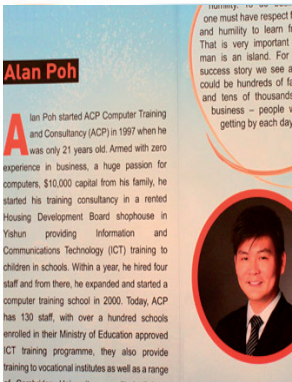 Alan Poh
Alan Poh started ACP Computer Training
and Consultancy (ACP) in 1997 when he
was only 21 years old. Armed with zero
experience in business, a huge passion for
computers, $10,000 capital from his family, he
started his training consultancy in a rented
Housing Development Board shophouse in
Yishun providing Information and
Communications Technology (ICT) training to
children in schools. Within a year, he hired four
staff and from there, he expanded and started a
computer training school in 2000. Today, ACP
has 130 staff, with over a hundred schools
enrolled in their Ministry of Education approved
ICT training programme, they also provide
training to vocational institutes as well as a range
one must have respect
and humility to learn
That is very important
man is an island. For
success story we see a
could be hundreds of
and tens of thousands
business – people
getting by each day